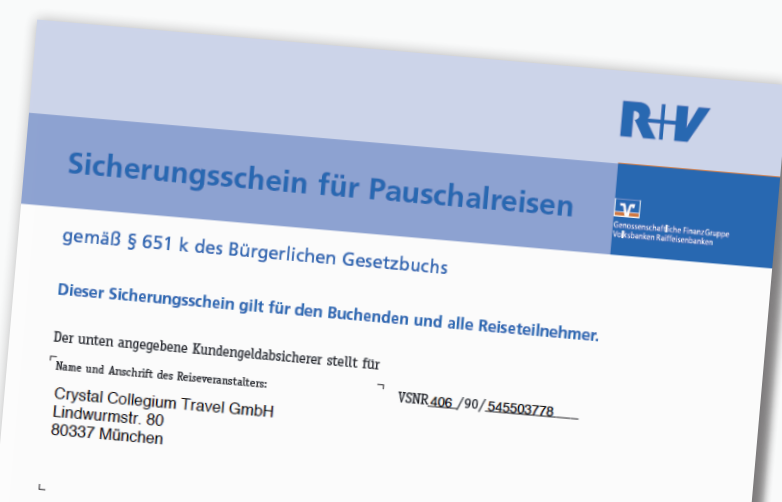 R+V
Sicherungsschein für Pauschalreisen
Genossenschaftliche FinanzGruppe
Volksbanken Raiffeisenbanken
gemäß § 651 k des Bürgerlichen Gesetzbuchs
Dieser Sicherungsschein gilt für den Buchenden und alle Reiseteilnehmer.
Der unten angegebene Kundengeldabsicherer stellt für
Name und Anschrift des Reiseveranstalters:
VSNR 406 /90/ 545503778
Crystal Collegium Travel GmbH
Lindwurmstr. 80
80337 München